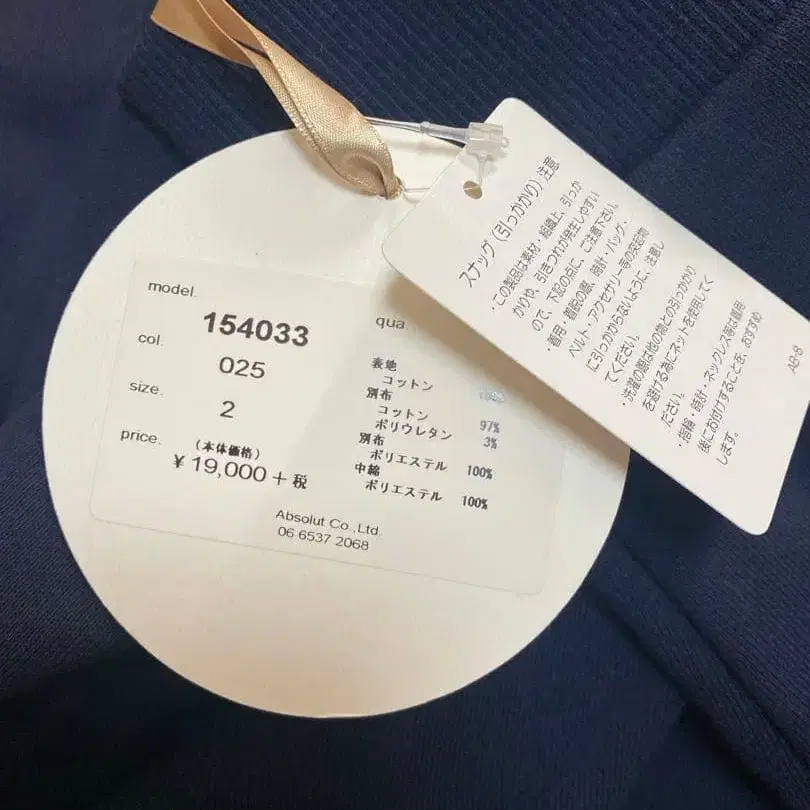 model.
154033
col.
025
size.
2
price.
(本体価格)
¥ 19,000 + 税
qua.
表地
コットン 100%
別布
コットン 97%
ポリウレタン 3%
別布
ポリエステル 100%
中綿
ポリエステル 100%
Absolut Co.,Ltd.
06 6537 2068
スナッグ(引っかかり)注意
・この製品は素材・組織上、引っか
かりや、引きつれが発生しやすい
ので、下記の点に、ご注意下さい。
・着用・着脱の際、時計・バッグ・
ベルト・アクセサリー等の突起物
に引っかからないように、注意し
てください。
・洗濯の際は他の物との引っかかり
を避ける為にネットを使用して
ください。
・指輪・時計・ネックレス等は着用
後にお付けすることを、おすすめ
します。
AB-8